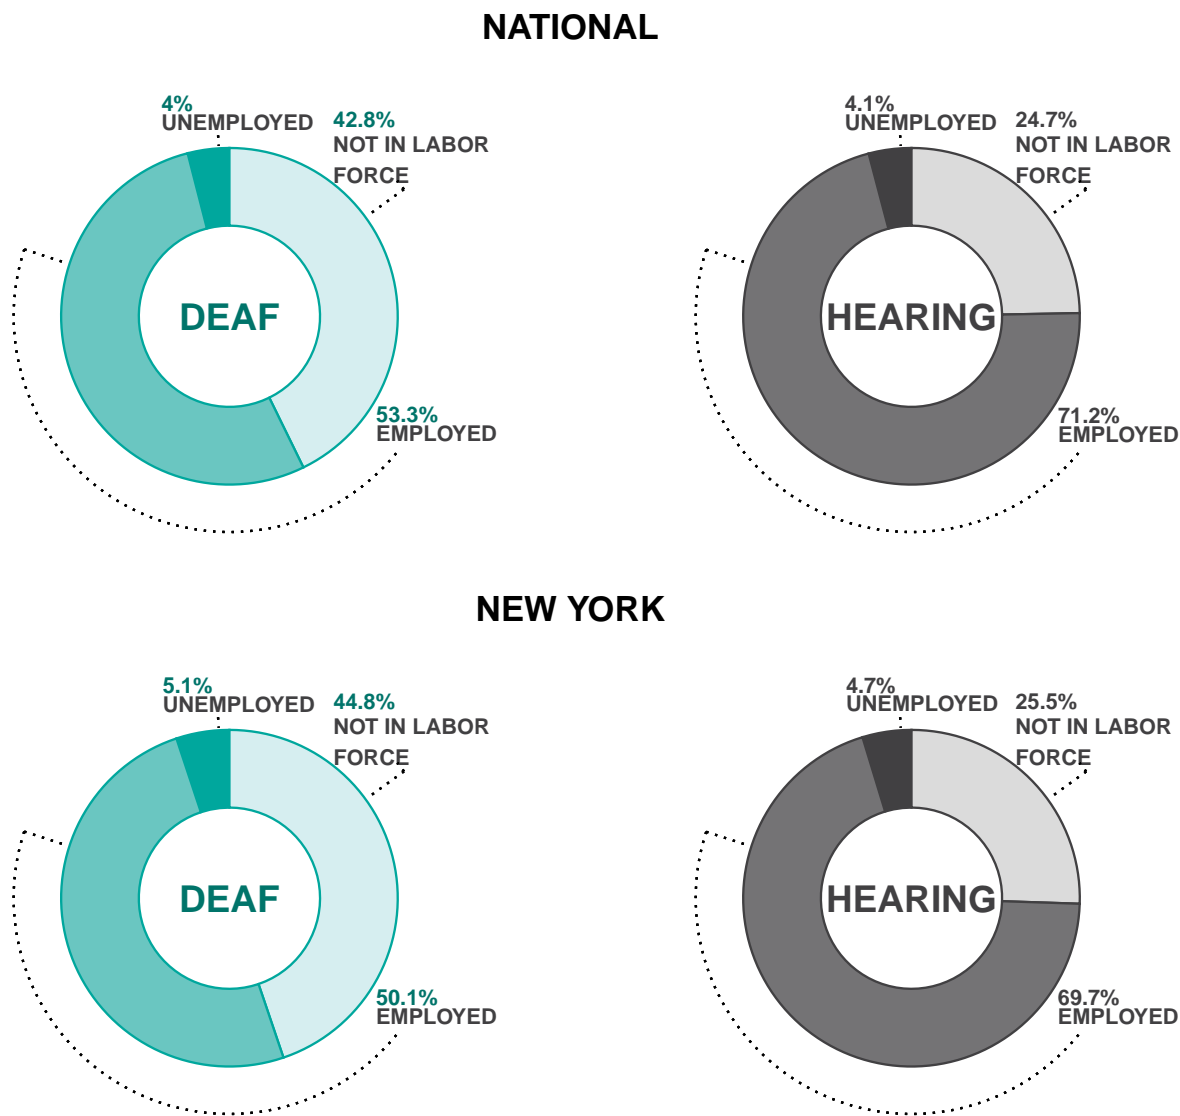 NATIONAL
4%
UNEMPLOYED
42.8%
NOT IN LABOR
FORCE
DEAF
53.3%
EMPLOYED
4.1%
UNEMPLOYED
24.7%
NOT IN LABOR
FORCE
HEARING
71.2%
EMPLOYED
NEW YORK
5.1%
UNEMPLOYED
44.8%
NOT IN LABOR
FORCE
DEAF
50.1%
EMPLOYED
4.7%
UNEMPLOYED
25.5%
NOT IN LABOR
FORCE
HEARING
69.7%
EMPLOYED